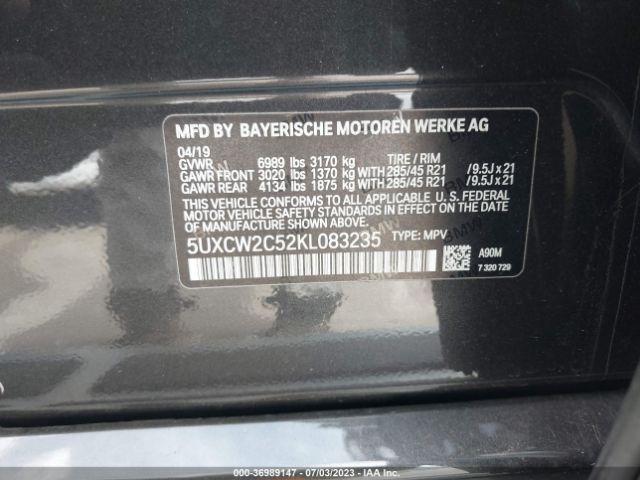 MFD BY BAYERISCHE MOTOREN WERKE AG
04/19
GVWR 6989 lbs 3170 kg TIRE / RIM
GAWR FRONT 3020 lbs 1370 kg WITH 285/45 R21 /9.5J x 21
GAWR REAR 4134 lbs 1875 kg WITH 285/45 R21 /9.5J x 21
THIS VEHICLE CONFORMS TO ALL APPLICABLE U. S. FEDERAL
MOTOR VEHICLE SAFETY STANDARDS IN EFFECT ON THE DATE
OF MANUFACTURE SHOWN ABOVE.
5UXCW2C52KL083235 TYPE: MPV
A90M
7 320 729
000-36989147 - 07/03/2023 - IAA Inc.